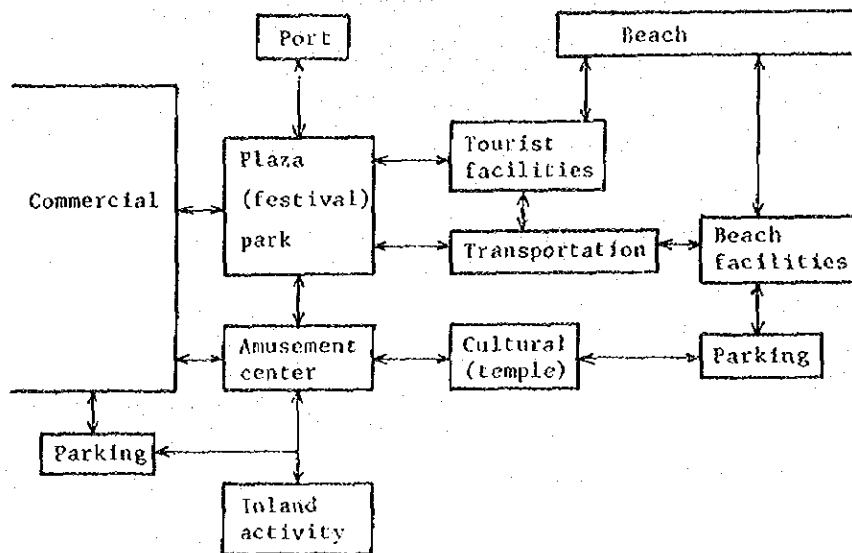 Port
Beach
Commercial
Plaza
(festival)
park
Tourist
facilities
Transportation
Beach
facilities
Amusement
center
Cultural
(temple)
Parking
Parking
Inland
activity